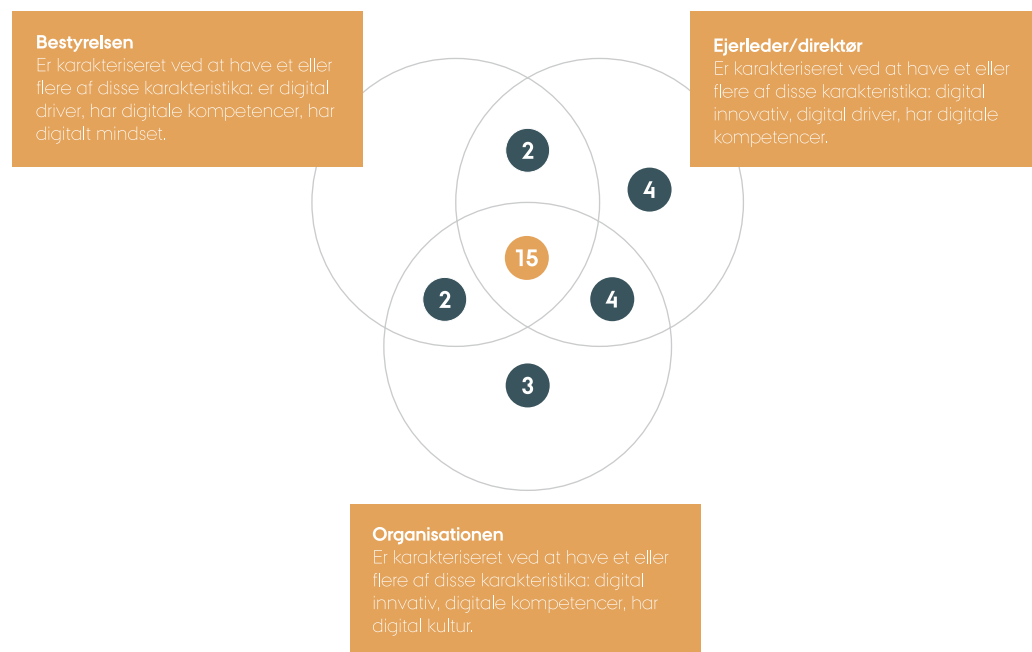 Bestyrelsen
Er karakteriseret ved at have et eller
flere af disse karakteristika: er digital
driver, har digitale kompetencer, har
digitalt mindset.
Ejerleder/direktør
Er karakteriseret ved at have et eller
flere af disse karakteristika: digital
innovativ, digital driver, har digitale
kompetencer.
2
4
15
2
4
3
Organisationen
Er karakteriseret ved at have et eller
flere af disse karakteristika: digital
innvativ, digitale kompetencer, har
digital kultur.